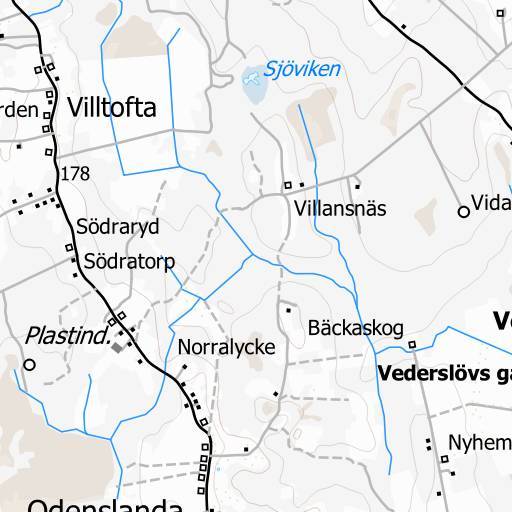 Sjöviken
Villtofta
rden
178
Villansnäs
Vida
Södraryd
Södratorp
Plastind.
Norralycke
Bäckaskog
Vederslövs ga
Nyhem
Odenslanda